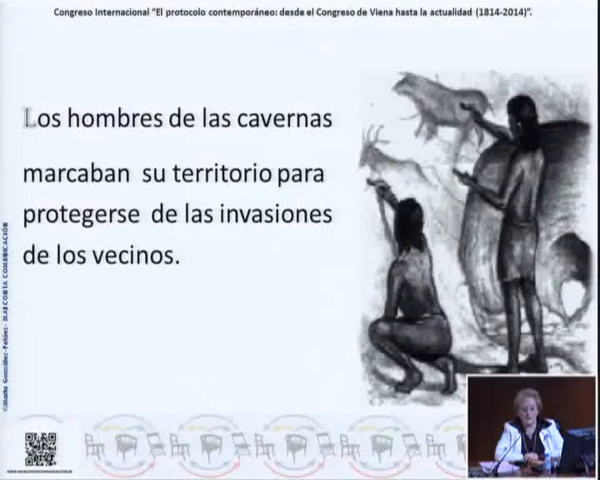 Congreso Internacional "El protocolo contemporáneo: desde el Congreso de Viena hasta la actualidad (1814-2014)".
Los hombres de las cavernas
marcaban su territorio para
protegerse de las invasiones
de los vecinos.